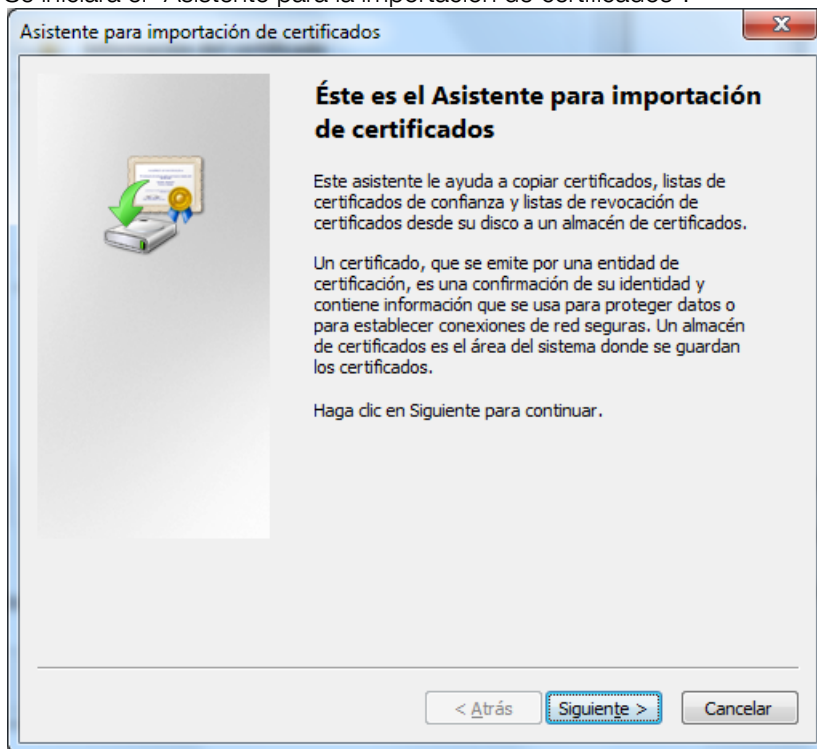 Se iniciará el "Asistente para la importación de certificados":
Asistente para importación de certificados
Éste es el Asistente para importación
de certificados
Este asistente le ayuda a copiar certificados, listas de
certificados de confianza y listas de revocación de
certificados desde su disco a un almacén de certificados.
Un certificado, que se emite por una entidad de
certificación, es una confirmación de su identidad y
contiene información que se usa para proteger datos o
para establecer conexiones de red seguras. Un almacén
de certificados es el área del sistema donde se guardan
los certificados.
Haga clic en Siguiente para continuar.
< Atrás
Siguiente >
Cancelar